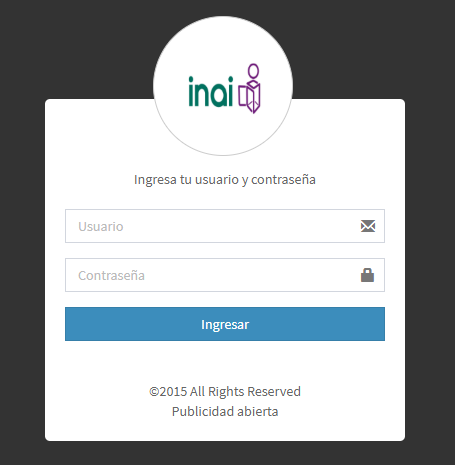 inai
Ingresa tu usuario y contraseña
Usuario
Contraseña
Ingresar
©2015 All Rights Reserved
Publicidad abierta